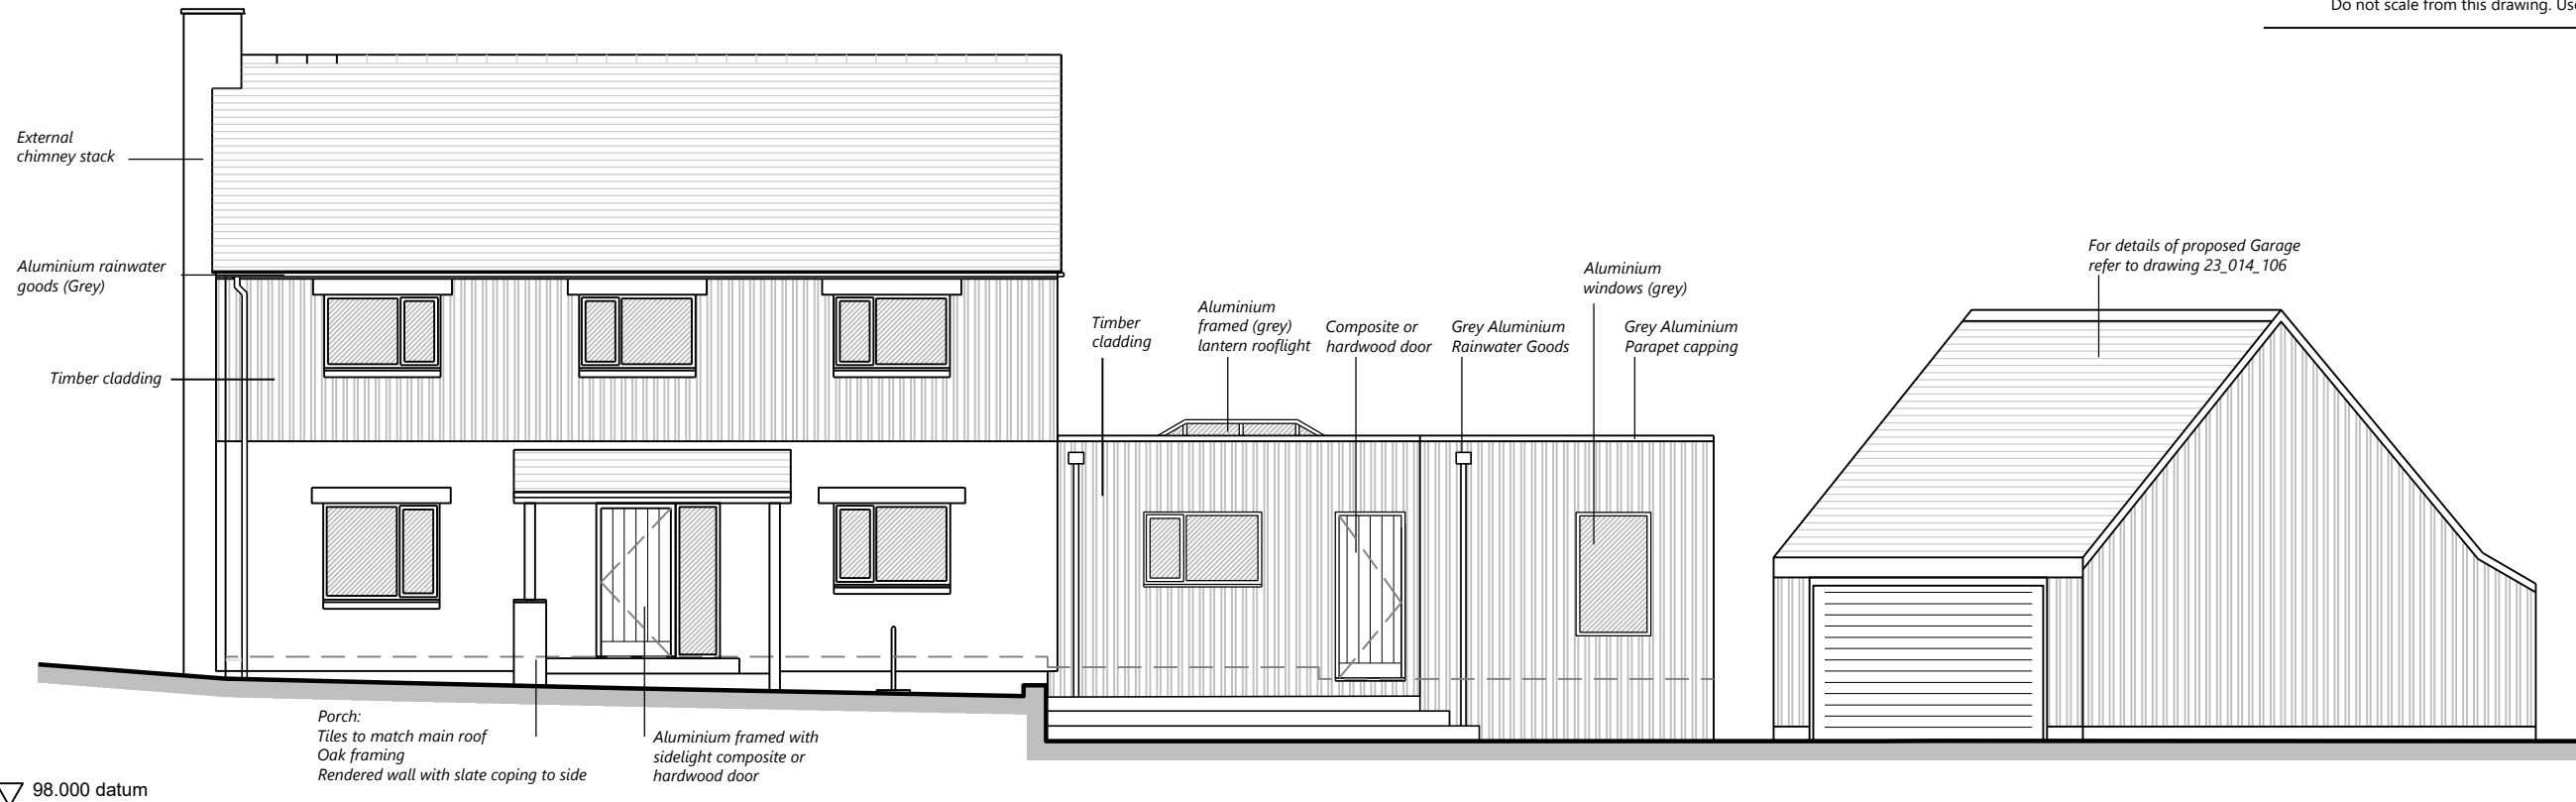 Do not scale from this drawing. Use
External
chimney stack
Aluminium rainwater
goods (Grey)
Timber cladding
For details of proposed Garage
refer to drawing 23_014_106
Aluminium
windows (grey)
Timber
cladding
Aluminium
framed (grey)
lantern rooflight
Composite or
hardwood door
Grey Aluminium
Rainwater Goods
Grey Aluminium
Parapet capping
Porch:
Tiles to match main roof
Oak framing
Rendered wall with slate coping to side
Aluminium framed with
sidelight composite or
hardwood door
98.000 datum